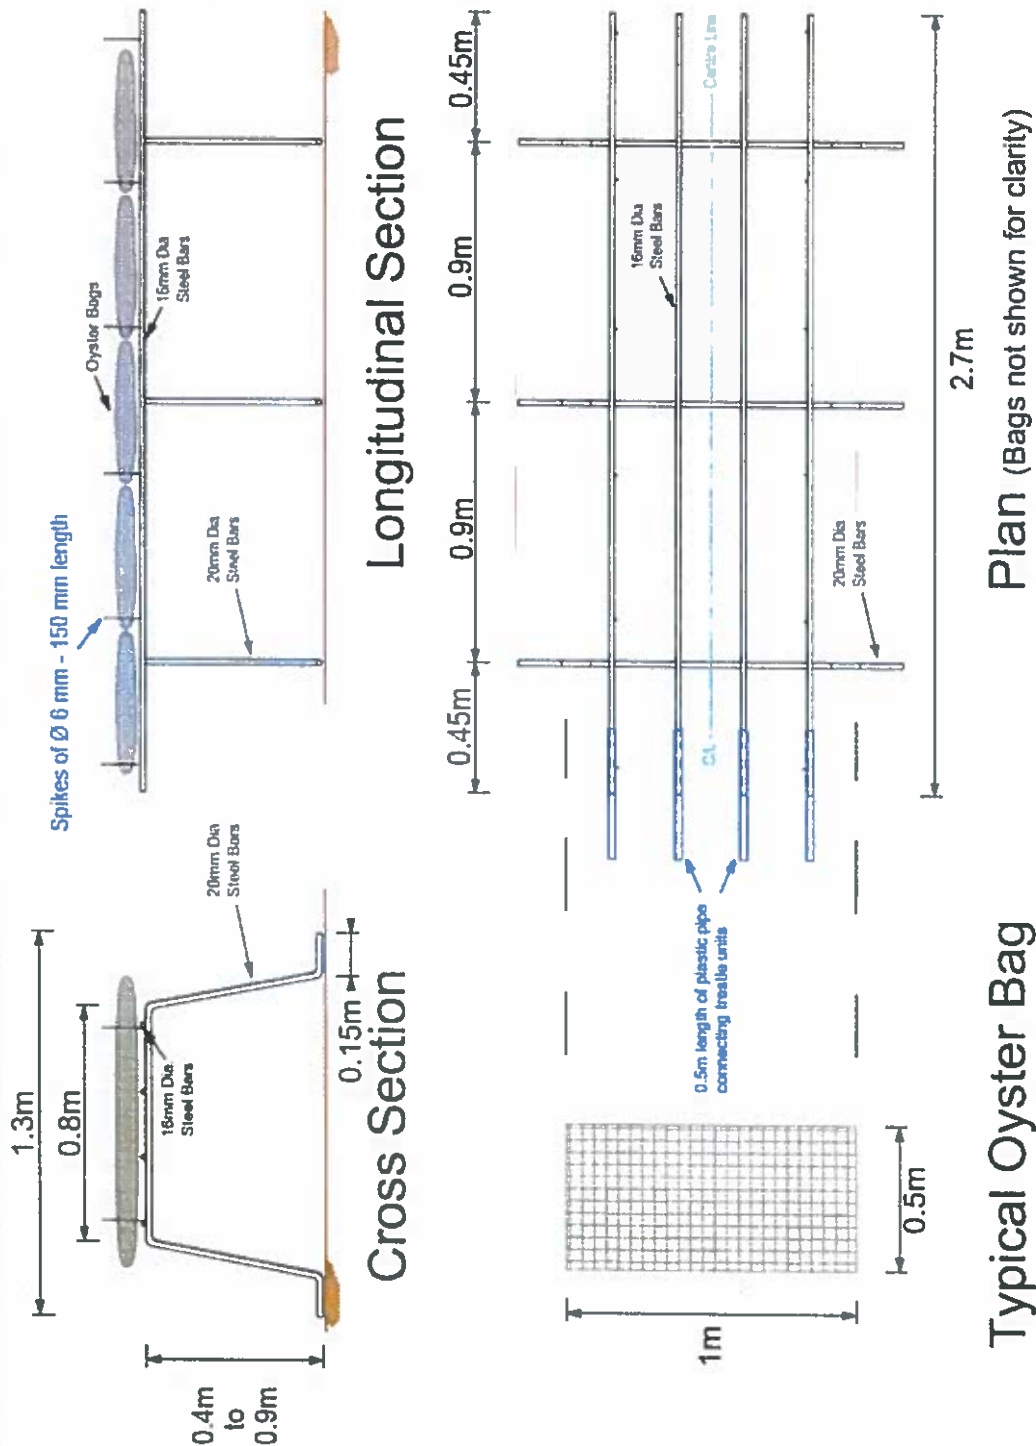 1.3m
0.8m
16mm Dia
Steel Bars
20mm Dia
Steel Bars
0.4m
to
0.9m
0.15m
Cross Section
Spikes of Ø 6 mm - 150 mm length
Oyster Bags
16mm Dia
Steel Bars
20mm Dia
Steel Bars
Longitudinal Section
1m
0.5m
Typical Oyster Bag
0.45m
0.9m
0.9m
0.45m
16mm Dia
Steel Bars
C/L
Centre Line
0.5m length of plastic pipe
connecting trestle units
20mm Dia
Steel Bars
2.7m
Plan (Bags not shown for clarity)